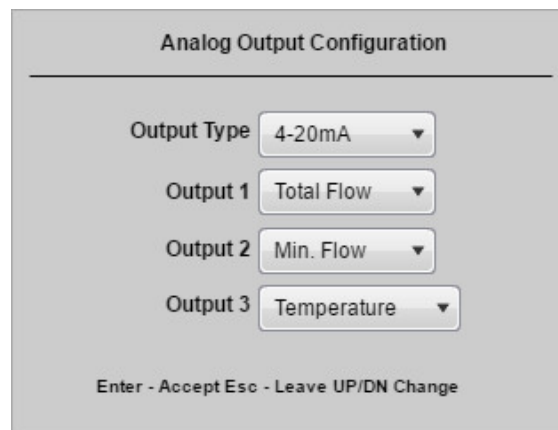 Analog Output Configuration
Output Type 4-20mA
Output 1 Total Flow
Output 2 Min. Flow
Output 3 Temperature
Enter - Accept Esc - Leave UP/DN Change